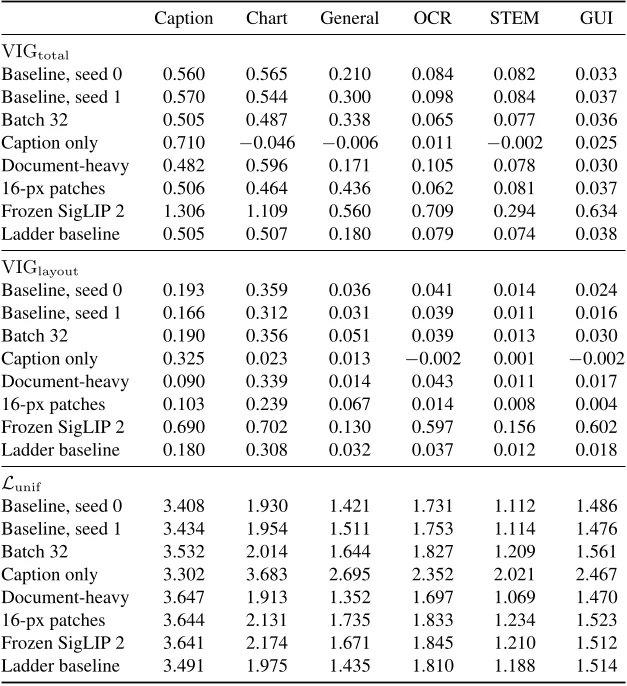 Caption Chart General OCR STEM GUI
VIGtotal
Baseline, seed 0 0.560 0.565 0.210 0.084 0.082 0.033
Baseline, seed 1 0.570 0.544 0.300 0.098 0.084 0.037
Batch 32 0.505 0.487 0.338 0.065 0.077 0.036
Caption only 0.710 −0.046 −0.006 0.011 −0.002 0.025
Document-heavy 0.482 0.596 0.171 0.105 0.078 0.030
16-px patches 0.506 0.464 0.436 0.062 0.081 0.037
Frozen SigLIP 2 1.306 1.109 0.560 0.709 0.294 0.634
Ladder baseline 0.505 0.507 0.180 0.079 0.074 0.038
VIGlayout
Baseline, seed 0 0.193 0.359 0.036 0.041 0.014 0.024
Baseline, seed 1 0.166 0.312 0.031 0.039 0.011 0.016
Batch 32 0.190 0.356 0.051 0.039 0.013 0.030
Caption only 0.325 0.023 0.013 −0.002 0.001 −0.002
Document-heavy 0.090 0.339 0.014 0.043 0.011 0.017
16-px patches 0.103 0.239 0.067 0.014 0.008 0.004
Frozen SigLIP 2 0.690 0.702 0.130 0.597 0.156 0.602
Ladder baseline 0.180 0.308 0.032 0.037 0.012 0.018
ℒunif
Baseline, seed 0 3.408 1.930 1.421 1.731 1.112 1.486
Baseline, seed 1 3.434 1.954 1.511 1.753 1.114 1.476
Batch 32 3.532 2.014 1.644 1.827 1.209 1.561
Caption only 3.302 3.683 2.695 2.352 2.021 2.467
Document-heavy 3.647 1.913 1.352 1.697 1.069 1.470
16-px patches 3.644 2.131 1.735 1.833 1.234 1.523
Frozen SigLIP 2 3.641 2.174 1.671 1.845 1.210 1.512
Ladder baseline 3.491 1.975 1.435 1.810 1.188 1.514